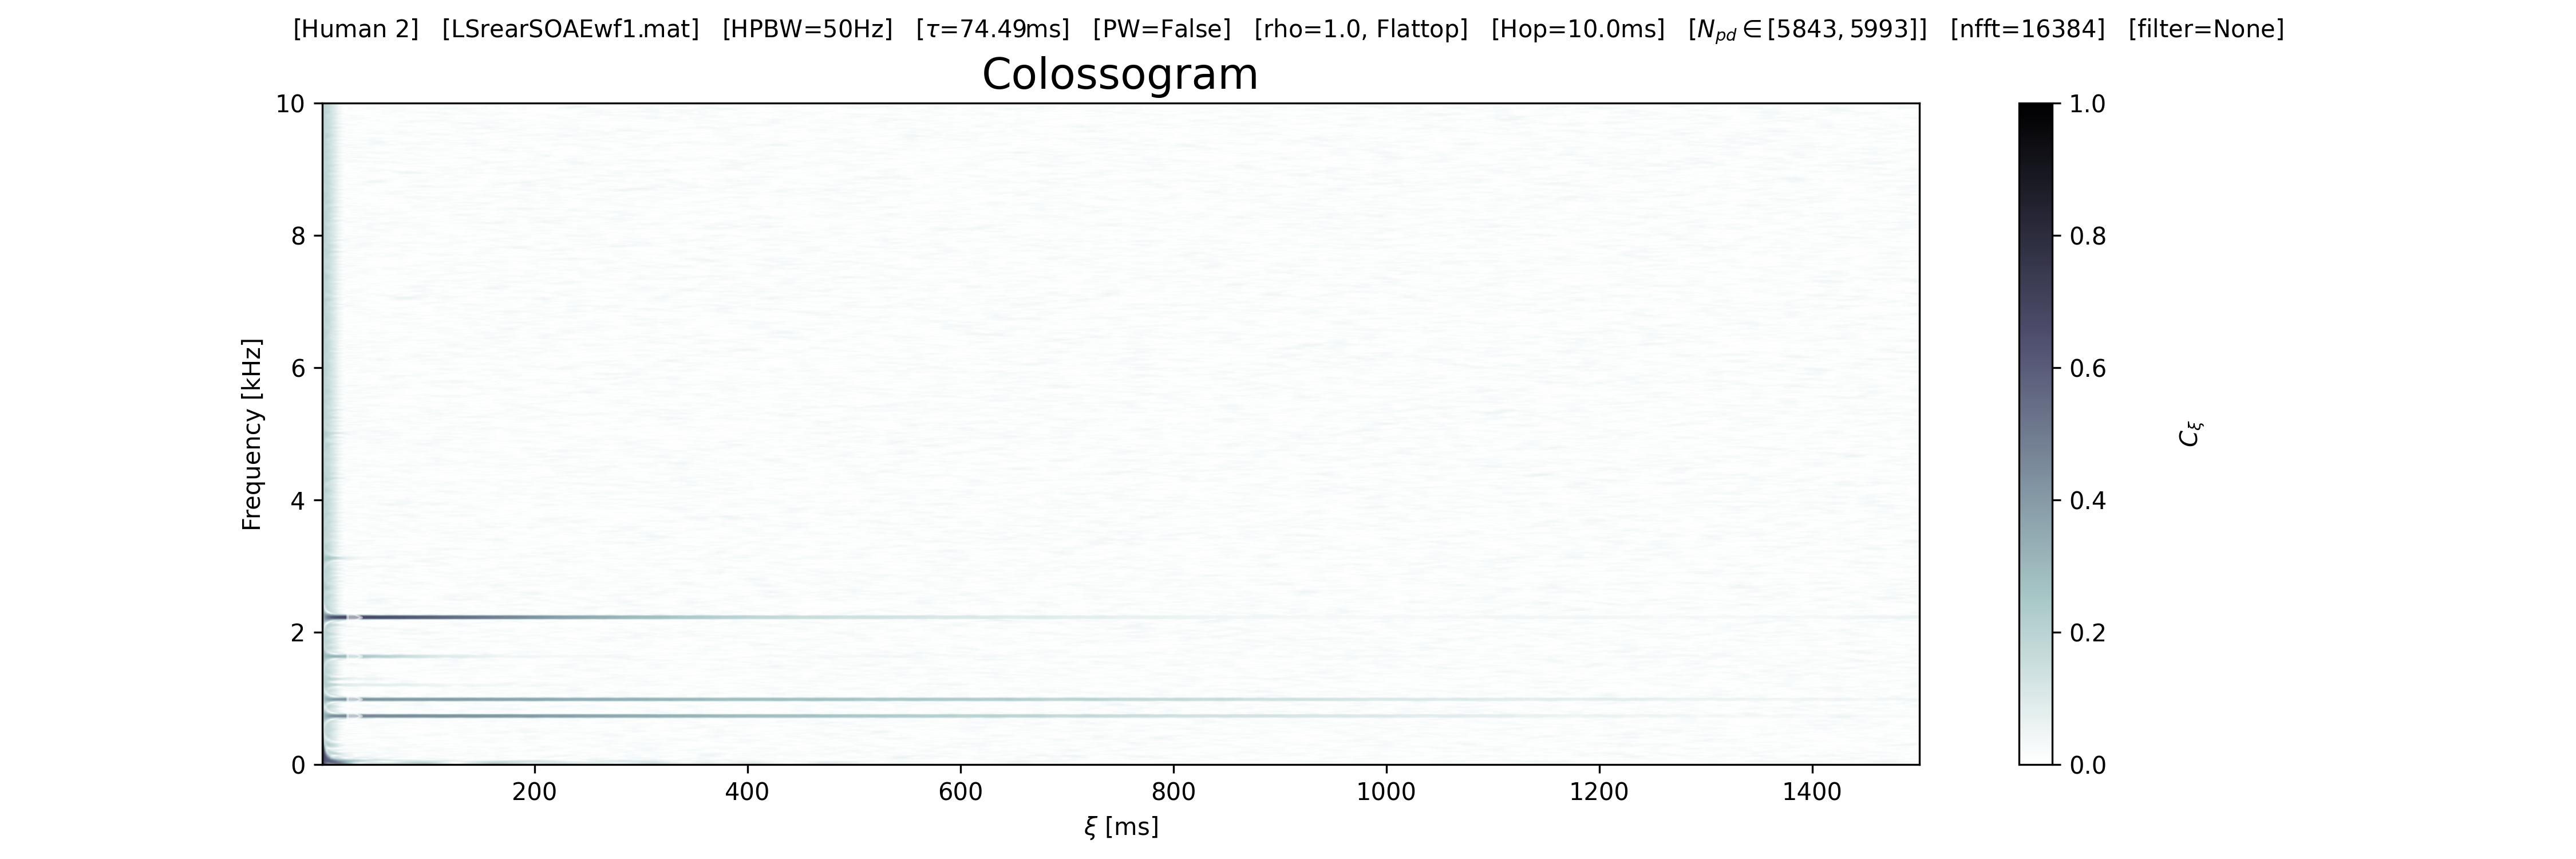 [Human 2] [LSrearSOAEwf1.mat] [HPBW=50Hz] [τ=74.49ms] [PW=False] [rho=1.0, Flattop] [Hop=10.0ms] [N_pd ∈ [5843, 5993]] [nfft=16384] [filter=None]
Colossogram
10
8
6
4
2
0
Frequency [kHz]
200 400 600 800 1000 1200 1400
ξ [ms]
1.0
0.8
0.6
0.4
0.2
0.0
C_ξ